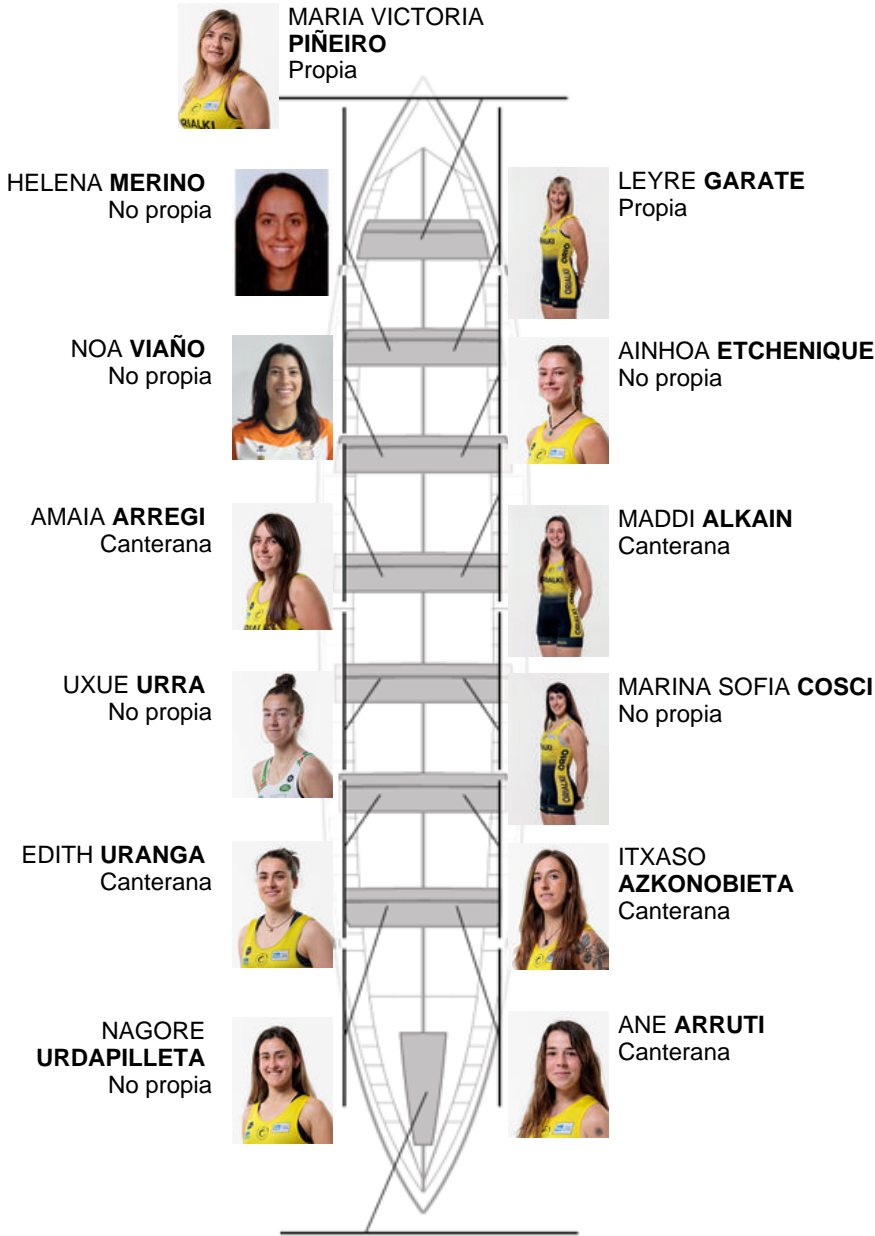 MARIA VICTORIA
PIÑEIRO
Propia
HELENA MERINO
No propia
LEYRE GARATE
Propia
NOA VIAÑO
No propia
AINHOA ETCHENIQUE
No propia
AMAIA ARREGI
Canterana
MADDI ALKAIN
Canterana
UXUE URRA
No propia
MARINA SOFIA COSCI
No propia
EDITH URANGA
Canterana
ITXASO
AZKONOBIETA
Canterana
NAGORE
URDAPILLETA
No propia
ANE ARRUTI
Canterana